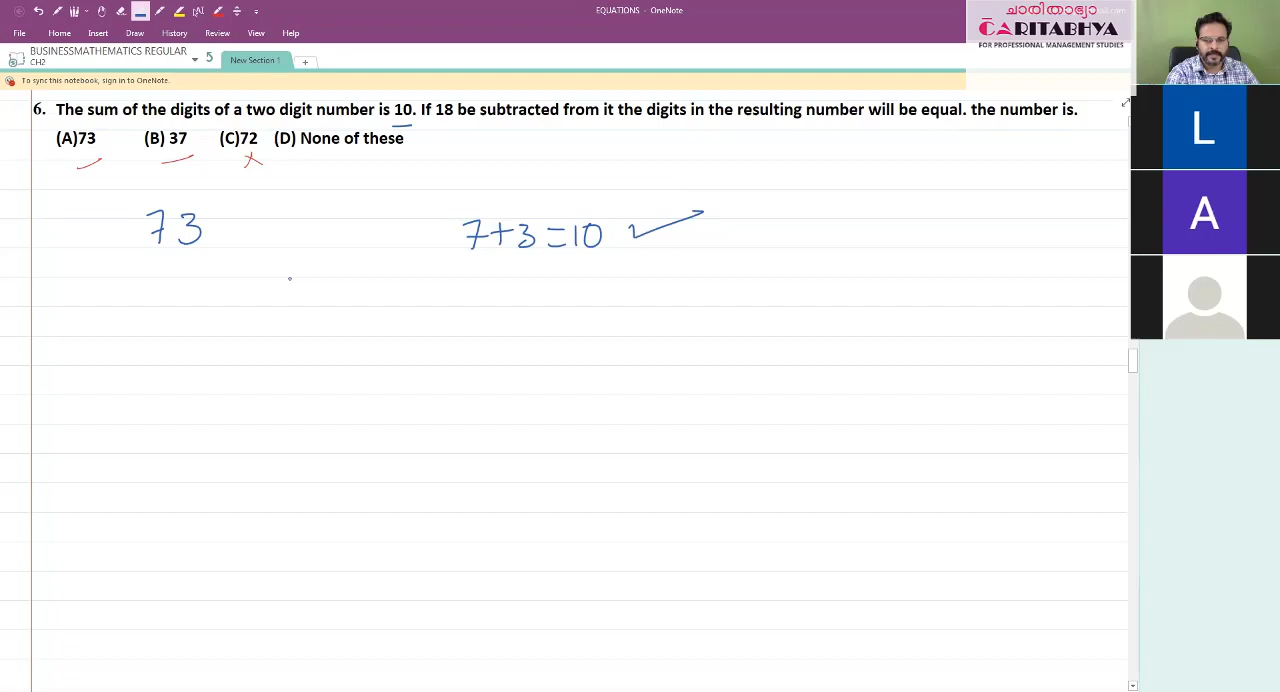 EQUATIONS - OneNote
File Home Insert Draw History Review View Help
BUSINESSMATHEMATICS REGULAR
CH2
New Section 1
+
To sync this notebook, sign in to OneNote.
ചാരിതാഭ്യാ
CARITABHYA
FOR PROFESSIONAL MANAGEMENT STUDIES
6. The sum of the digits of a two digit number is 10. If 18 be subtracted from it the digits in the resulting number will be equal. the number is.
(A)73 (B) 37 (C)72 (D) None of these
73 7+3=10
L
A